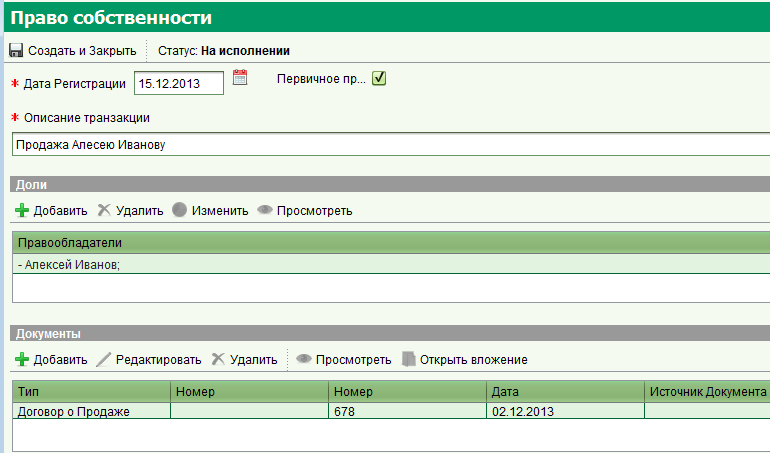 Право собственности
Создать и Закрыть Статус: На исполнении
* Дата Регистрации 15.12.2013 Первичное пр...
* Описание транзакции
Продажа Алесею Иванову
Доли
Добавить Удалить Изменить Просмотреть
Правообладатели
- Алексей Иванов;
Документы
Добавить Редактировать Удалить Просмотреть Открыть вложение
Тип Номер Номер Дата Источник Документа
Договор о Продаже 678 02.12.2013